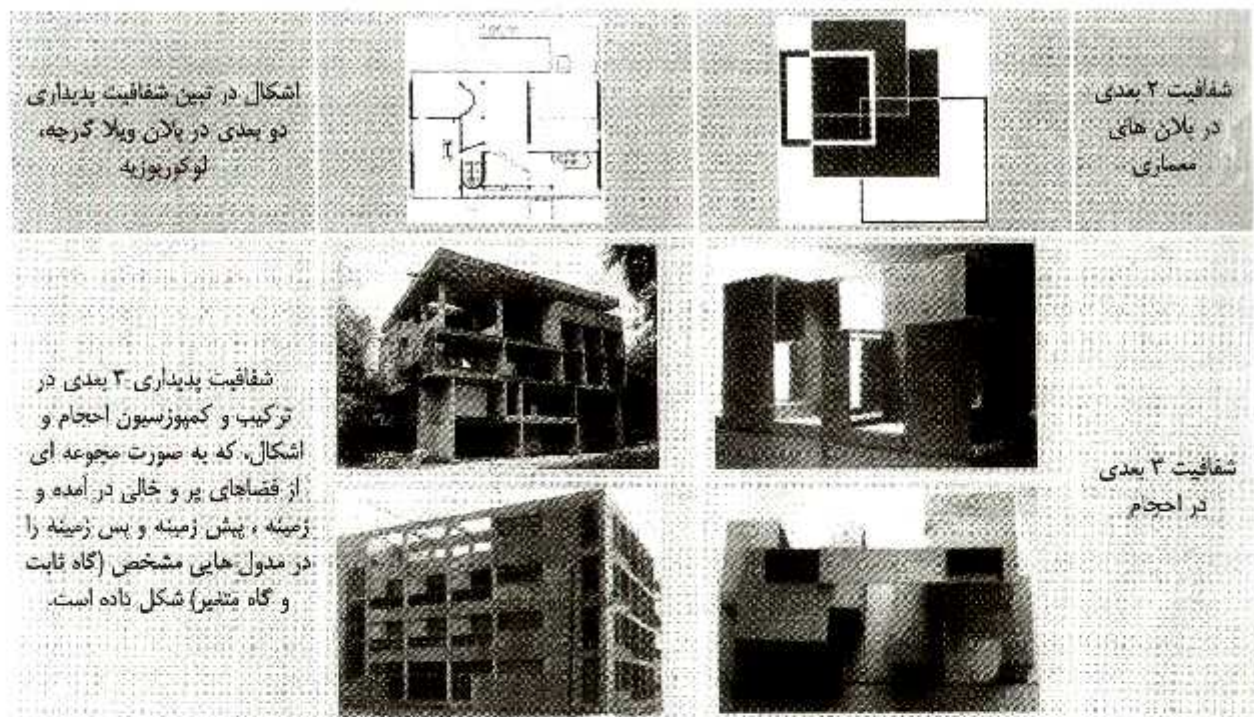 شفافیت ۲ بعدی
در پلان های
معماری
اشکال در تبین شفافیت پدیداری
دو بعدی در پلان ویلا گرچه،
لوکوربوزیه
شفافیت ۳ بعدی
در احجام
شفافیت پدیداری ۳ بعدی در
ترکیب و کمپوزسیون احجام و
اشکال، که به صورت مجوعه ای
از فضاهای پر و خالی در آمده و
زمینه ، پیش زمینه و پس زمینه را
در مدول هایی مشخص (گاه ثابت
و گاه متغیر) شکل داده است.